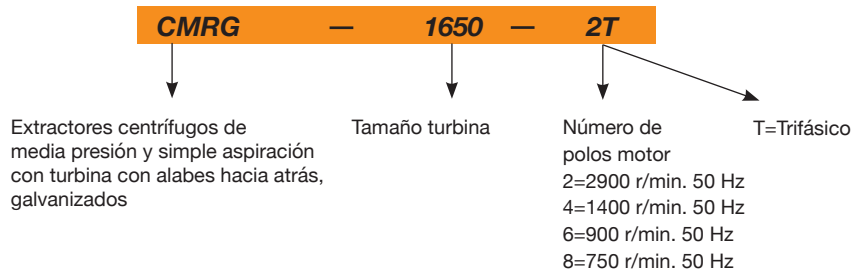 CMRG — 1650 — 2T
Extractores centrífugos de
media presión y simple aspiración
con turbina con alabes hacia atrás,
galvanizados
Tamaño turbina
Número de
polos motor
2=2900 r/min. 50 Hz
4=1400 r/min. 50 Hz
6=900 r/min. 50 Hz
8=750 r/min. 50 Hz
T=Trifásico